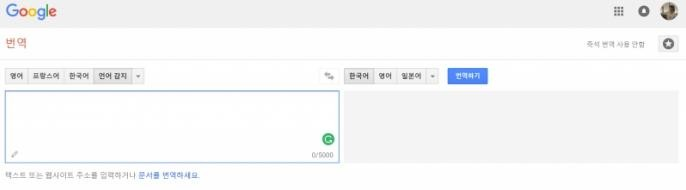 Google
번역
즉석 번역 사용 안함
영어 프랑스어 한국어 언어 감지
한국어 영어 일본어 번역하기
0/5000
텍스트 또는 웹사이트 주소를 입력하거나 문서를 번역하세요.